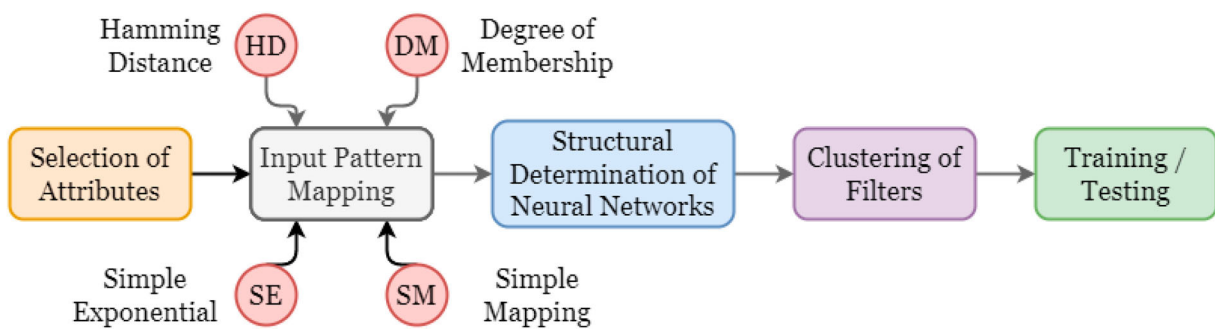 Hamming
Distance
HD
DM
Degree of
Membership
Selection of
Attributes
Input Pattern
Mapping
Structural
Determination of
Neural Networks
Clustering of
Filters
Training /
Testing
Simple
Exponential
SE
SM
Simple
Mapping